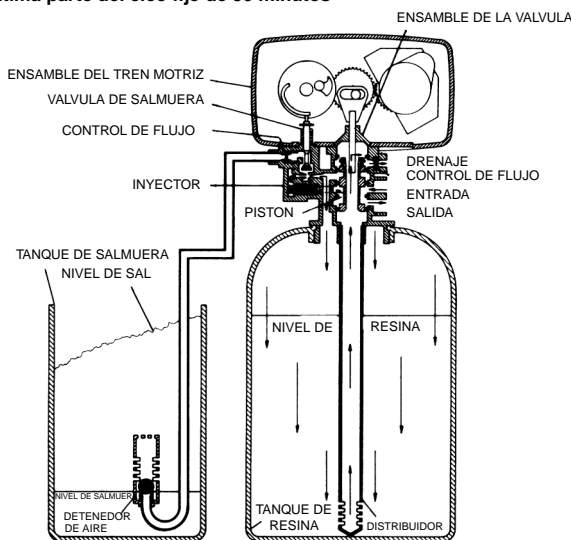 ENSAMBLE DE LA VALVULA
ENSAMBLE DEL TREN MOTRIZ
VALVULA DE SALMUERA
CONTROL DE FLUJO
DRENAJE
CONTROL DE FLUJO
INYECTOR
ENTRADA
PISTON
SALIDA
TANQUE DE SALMUERA
NIVEL DE SAL
NIVEL DE RESINA
NIVEL DE SALMUER
DETENEDOR
DE AIRE
TANQUE DE
RESINA
DISTRIBUIDOR